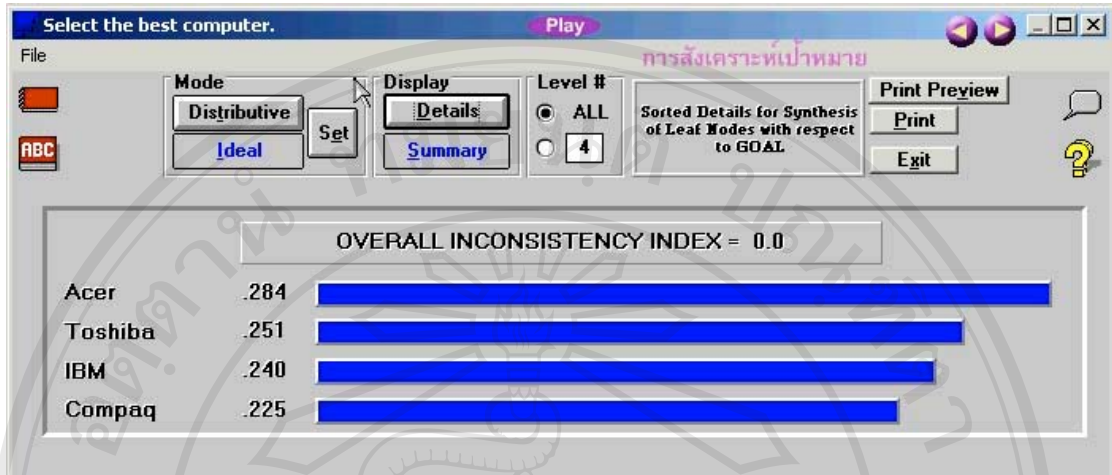 Select the best computer.
Play
File
การสังเคราะห์เป้าหมาย
Mode
Distributive
Ideal
Set
Display
Details
Summary
Level #
ALL
4
Sorted Details for Synthesis
of Leaf Nodes with respect
to GOAL
Print Preview
Print
Exit
ABC
OVERALL INCONSISTENCY INDEX = 0.0
Acer .284
Toshiba .251
IBM .240
Compaq .225